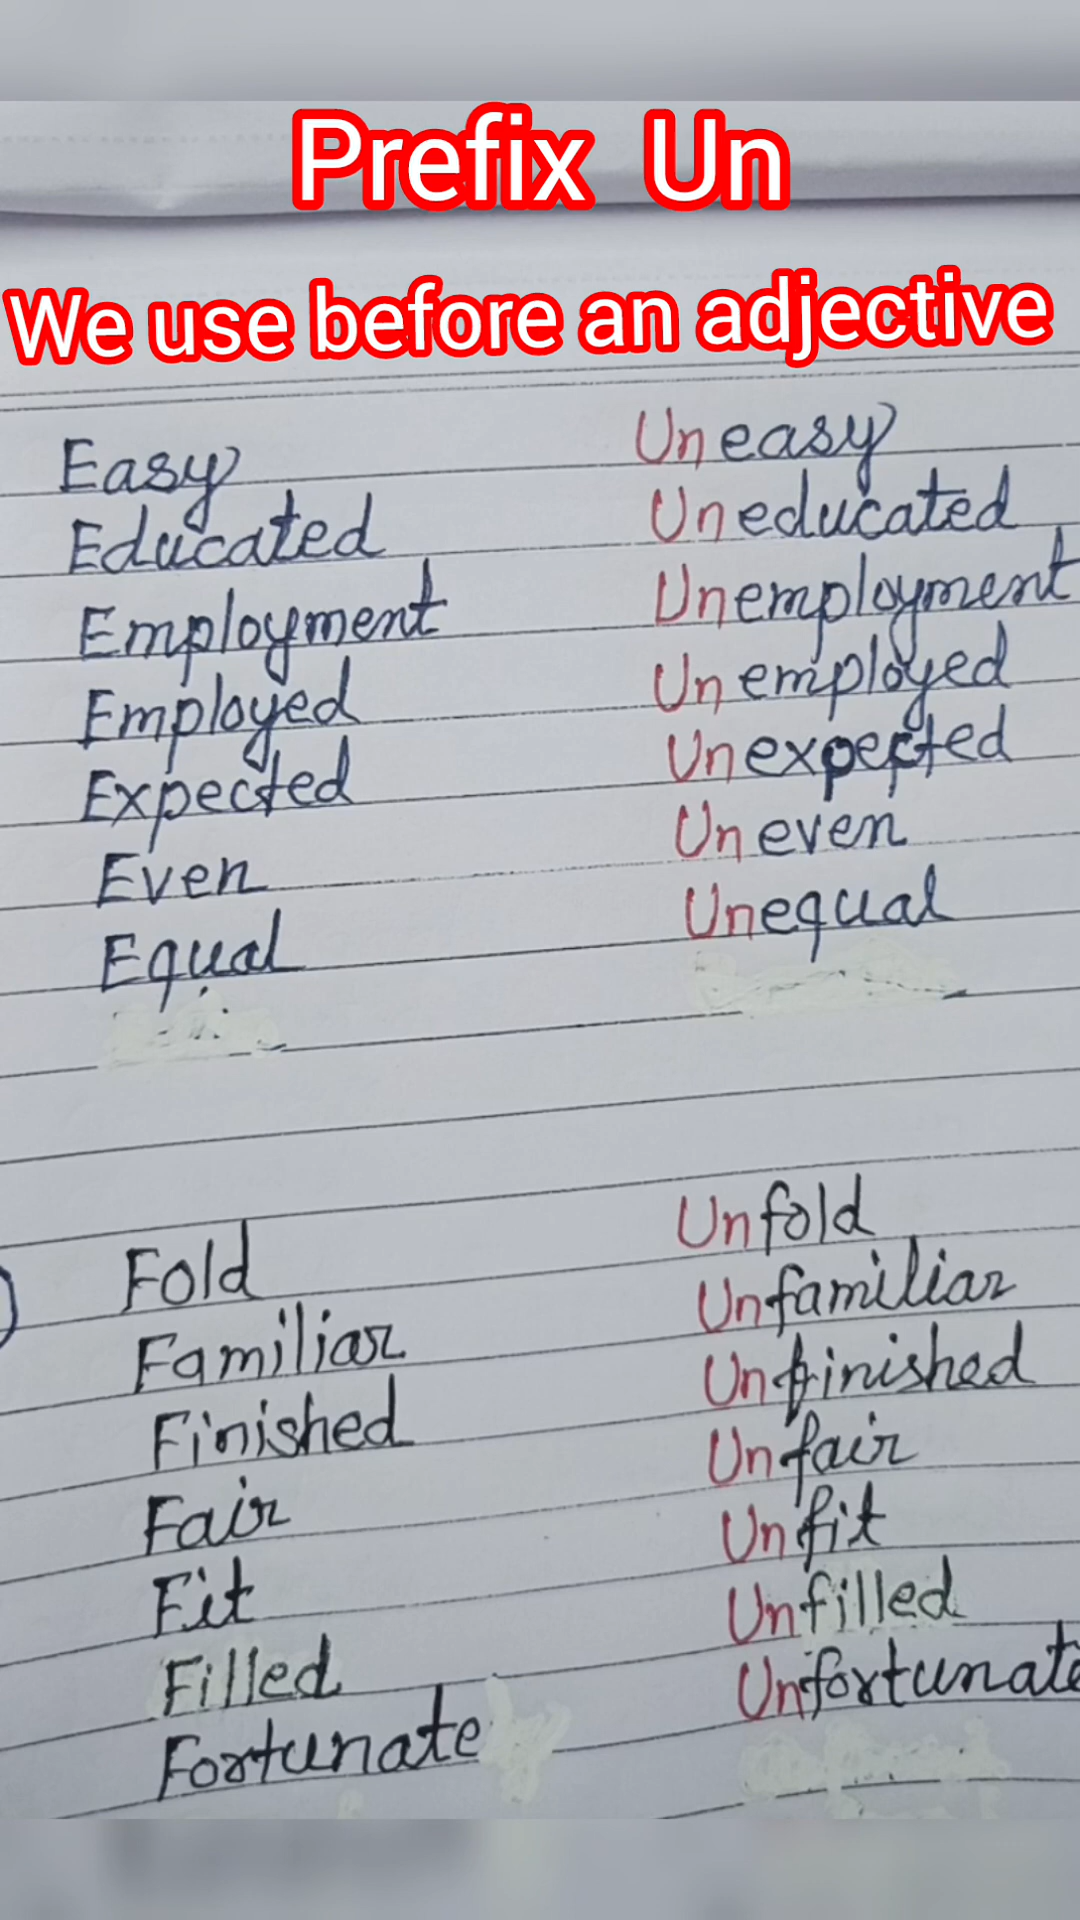 Prefix Un
We use before an adjective
Easy Uneasy
Educated Uneducated
Employment Unemployment
Employed Unemployed
Expected Unexpected
Even Uneven
Equal Unequal
Fold Unfold
Familiar Unfamiliar
Finished Unfinished
Fair Unfair
Fit Unfit
Filled Unfilled
Fortunate Unfortunate